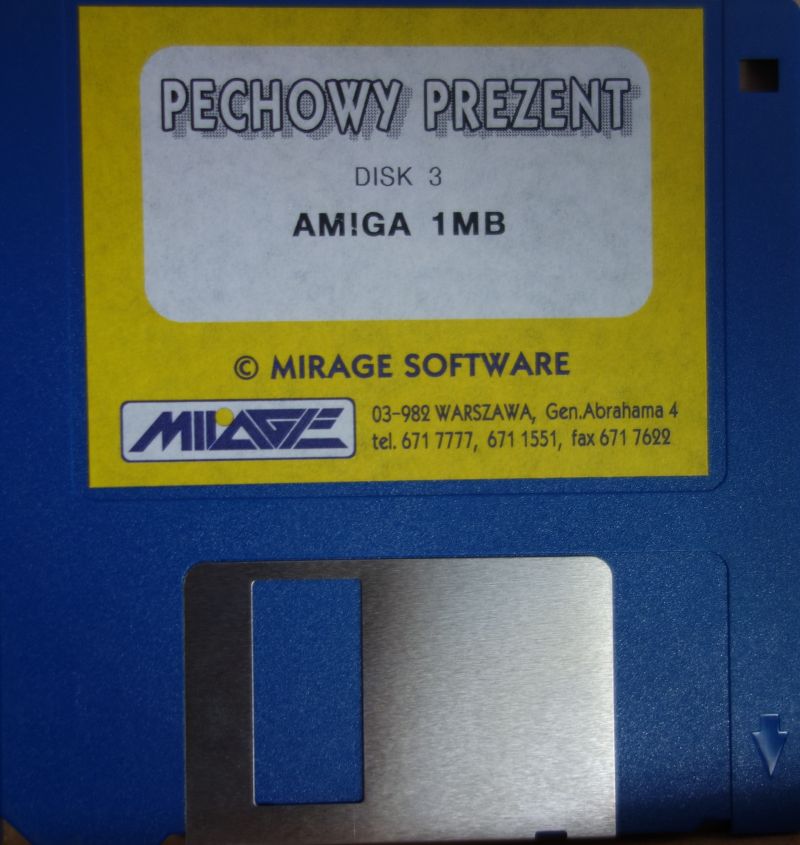 PECHOWY PREZENT
DISK 3
AM!GA 1MB
© MIRAGE SOFTWARE
MIRAGE
03-982 WARSZAWA, Gen.Abrahama 4
tel. 671 7777, 671 1551, fax 671 7622